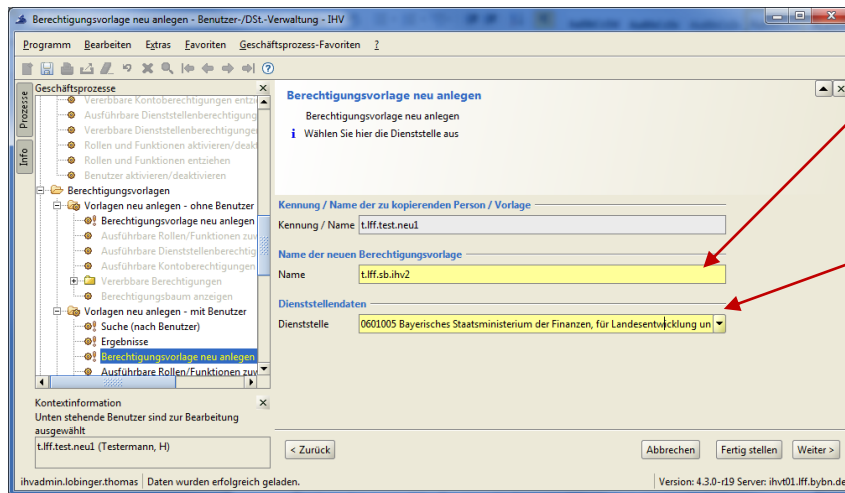 Berechtigungsvorlage neu anlegen - Benutzer-/DSt.-Verwaltung - IHV
Programm Bearbeiten Extras Favoriten Geschäftsprozess-Favoriten ?
Prozesse
Info
Geschäftsprozesse
Vererbbare Kontoberechtigungen entzi
Ausführbare Dienststellenberechtigung
Vererbbare Dienststellenberechtigunge
Rollen und Funktionen aktivieren/deakt
Rollen und Funktionen entziehen
Benutzer aktivieren/deaktivieren
Berechtigungsvorlagen
Vorlagen neu anlegen - ohne Benutzer
Berechtigungsvorlage neu anlegen
Ausführbare Rollen/Funktionen zuw
Ausführbare Dienststellenberechtig
Ausführbare Kontoberechtigungen
Vererbbare Berechtigungen
Berechtigungsbaum anzeigen
Vorlagen neu anlegen - mit Benutzer
Suche (nach Benutzer)
Ergebnisse
Berechtigungsvorlage neu anlegen
Ausführbare Rollen/Funktionen zuw
Kontextinformation
Unten stehende Benutzer sind zur Bearbeitung
ausgewählt
t.lff.test.neu1 (Testermann, H)
Berechtigungsvorlage neu anlegen
Berechtigungsvorlage neu anlegen
i Wählen Sie hier die Dienststelle aus
Kennung / Name der zu kopierenden Person / Vorlage
Kennung / Name t.lff.test.neu1
Name der neuen Berechtigungsvorlage
Name t.lff.sb.ihv2
Dienststellendaten
Dienststelle 0601005 Bayerisches Staatsministerium der Finanzen, für Landesentwicklung un
< Zurück Abbrechen Fertig stellen Weiter >
ihvadmin.lobinger.thomas Daten wurden erfolgreich geladen. Version: 4.3.0-r19 Server: ihvt01.lff.bybn.de